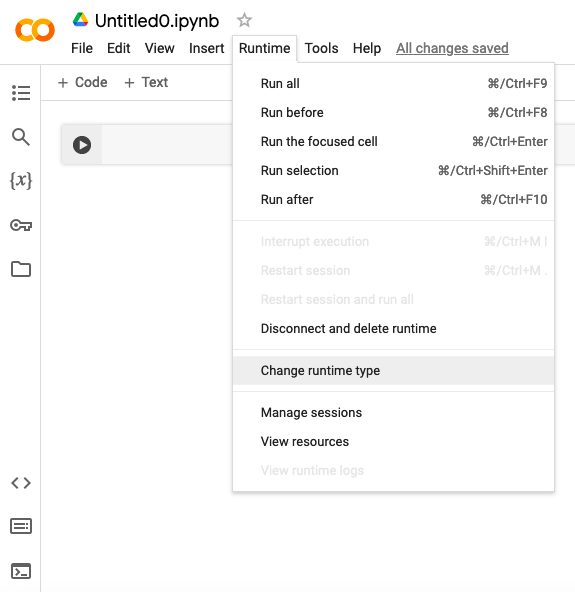 Untitled0.ipynb
File Edit View Insert Runtime Tools Help All changes saved
+ Code + Text
Run all ⌘/Ctrl+F9
Run before ⌘/Ctrl+F8
Run the focused cell ⌘/Ctrl+Enter
Run selection ⌘/Ctrl+Shift+Enter
Run after ⌘/Ctrl+F10
Interrupt execution ⌘/Ctrl+M I
Restart session ⌘/Ctrl+M .
Restart session and run all
Disconnect and delete runtime
Change runtime type
Manage sessions
View resources
View runtime logs
{x}